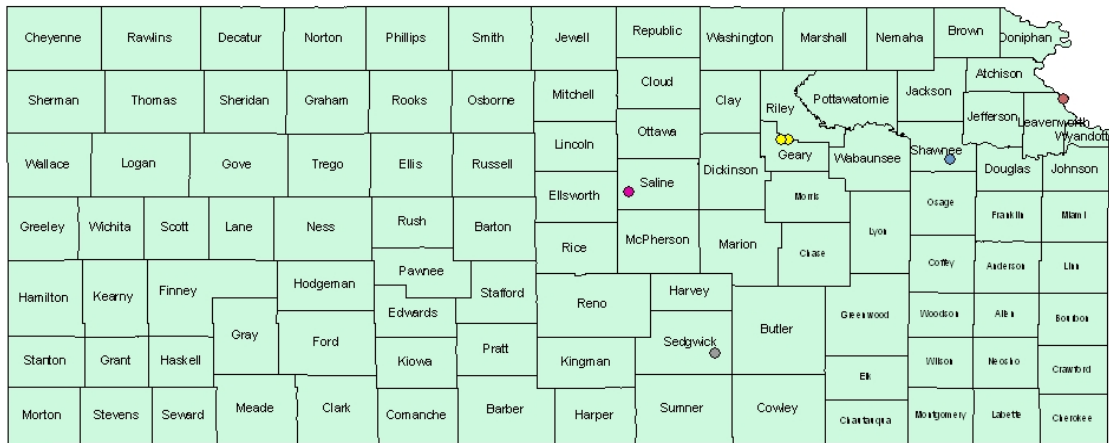 Cheyenne Rawlins Decatur Norton Phillips Smith Jewell Republic Washington Marshall Nemaha Brown Doniphan
Sherman Thomas Sheridan Graham Rooks Osborne Mitchell Cloud Clay Riley Pottawatomie Jackson Atchison
Jefferson Leavenworth Wyandott
Wallace Logan Gove Trego Ellis Russell Lincoln Ottawa Dickinson Geary Wabaunsee Shawnee Douglas Johnson
Ellsworth Saline Morris Osage Franklin Miami
Greeley Wichita Scott Lane Ness Rush Barton Rice McPherson Marion Chase Lyon
Hamilton Kearny Finney Hodgeman Pawnee Stafford Reno Harvey Coffey Anderson Linn
Gray Ford Edwards Sedgwick Butler Greenwood Woodson Allen Bourbon
Stanton Grant Haskell Kiowa Pratt Kingman Elk Wilson Neosho Crawford
Morton Stevens Seward Meade Clark Comanche Barber Harper Sumner Cowley Chautauqua Montgomery Labette Cherokee